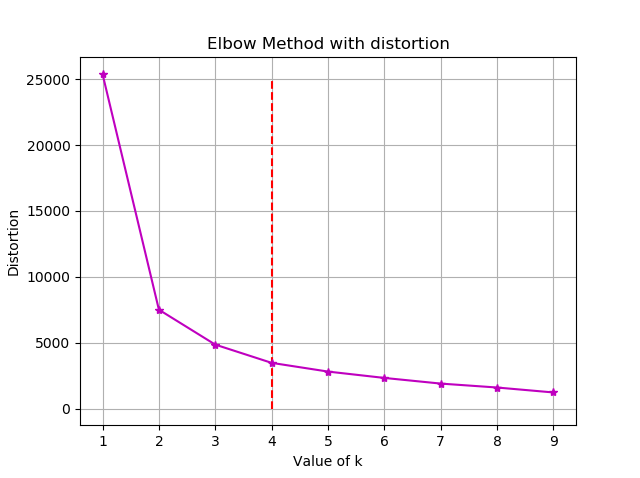 Elbow Method with distortion
25000
20000
15000
10000
5000
0
Distortion
1 2 3 4 5 6 7 8 9
Value of k